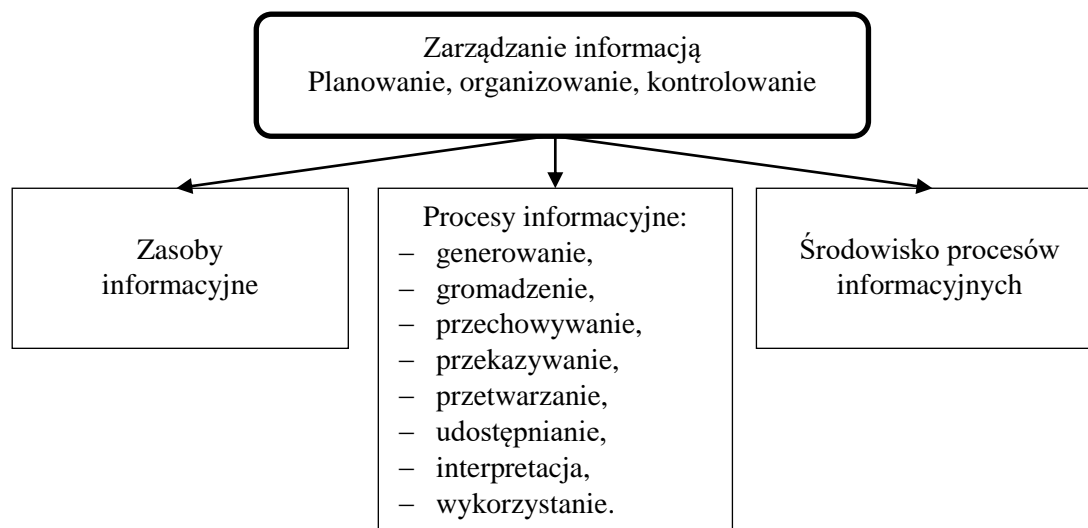 Zarządzanie informacją
Planowanie, organizowanie, kontrolowanie
Zasoby
informacyjne
Procesy informacyjne:
− generowanie,
− gromadzenie,
− przechowywanie,
− przekazywanie,
− przetwarzanie,
− udostępnianie,
− interpretacja,
− wykorzystanie.
Środowisko procesów
informacyjnych